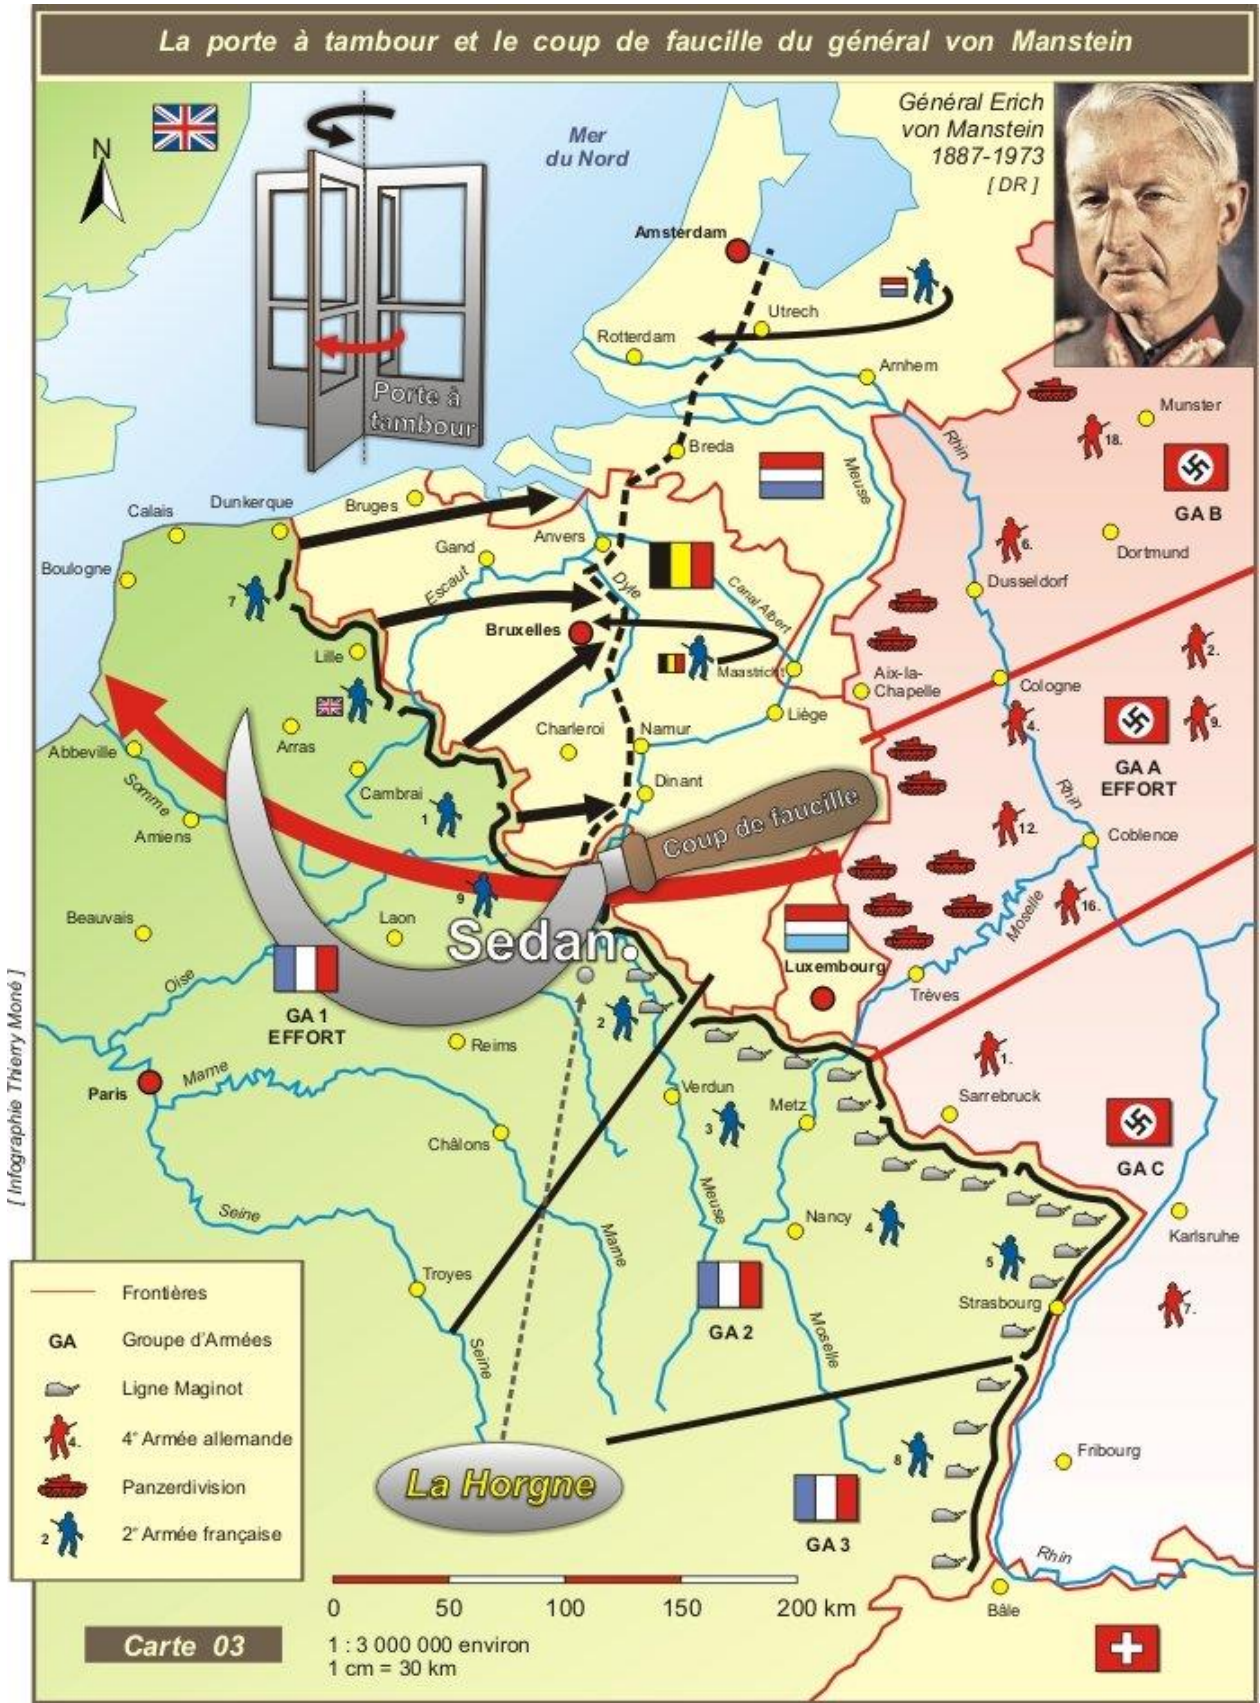 La porte à tambour et le coup de faucille du général von Manstein
Général Erich
von Manstein
1887-1973
[ DR ]
N
Mer
du Nord
Porte à
tambour
Amsterdam
Utrech
Rotterdam
Arnhem
Munster
18.
Rhin
Breda
Meuse
GA B
Calais
Dunkerque
Bruges
Gand
Anvers
6.
Dortmund
Boulogne
Escaut
Dyle
Canal Albert
Dusseldorf
7
Bruxelles
Maastricht
2.
Lille
Aix-la-
Chapelle
Cologne
4.
9.
Abbeville
Arras
Charleroi
Namur
Liège
GA A
EFFORT
Somme
Cambrai
Dinant
Rhin
Amiens
1
Coup de faucille
12.
Coblence
Beauvais
9
Laon
Moselle
16.
Sedan.
Oise
Luxembourg
Trèves
GA 1
EFFORT
2
Reims
1.
Paris
Marne
Verdun
Metz
Sarrebruck
3
Châlons
GA C
Seine
Meuse
Nancy
4
Karlsruhe
Marne
5
Troyes
Strasbourg
7.
GA 2
Seine
Moselle
La Horgne
8
Fribourg
GA 3
Rhin
Bâle
Frontières
GA
Groupe d'Armées
Ligne Maginot
4.
4e Armée allemande
Panzerdivision
2
2e Armée française
0 50 100 150 200 km
Carte 03
1 : 3 000 000 environ
1 cm = 30 km
[ Infographie Thierry Moné ]